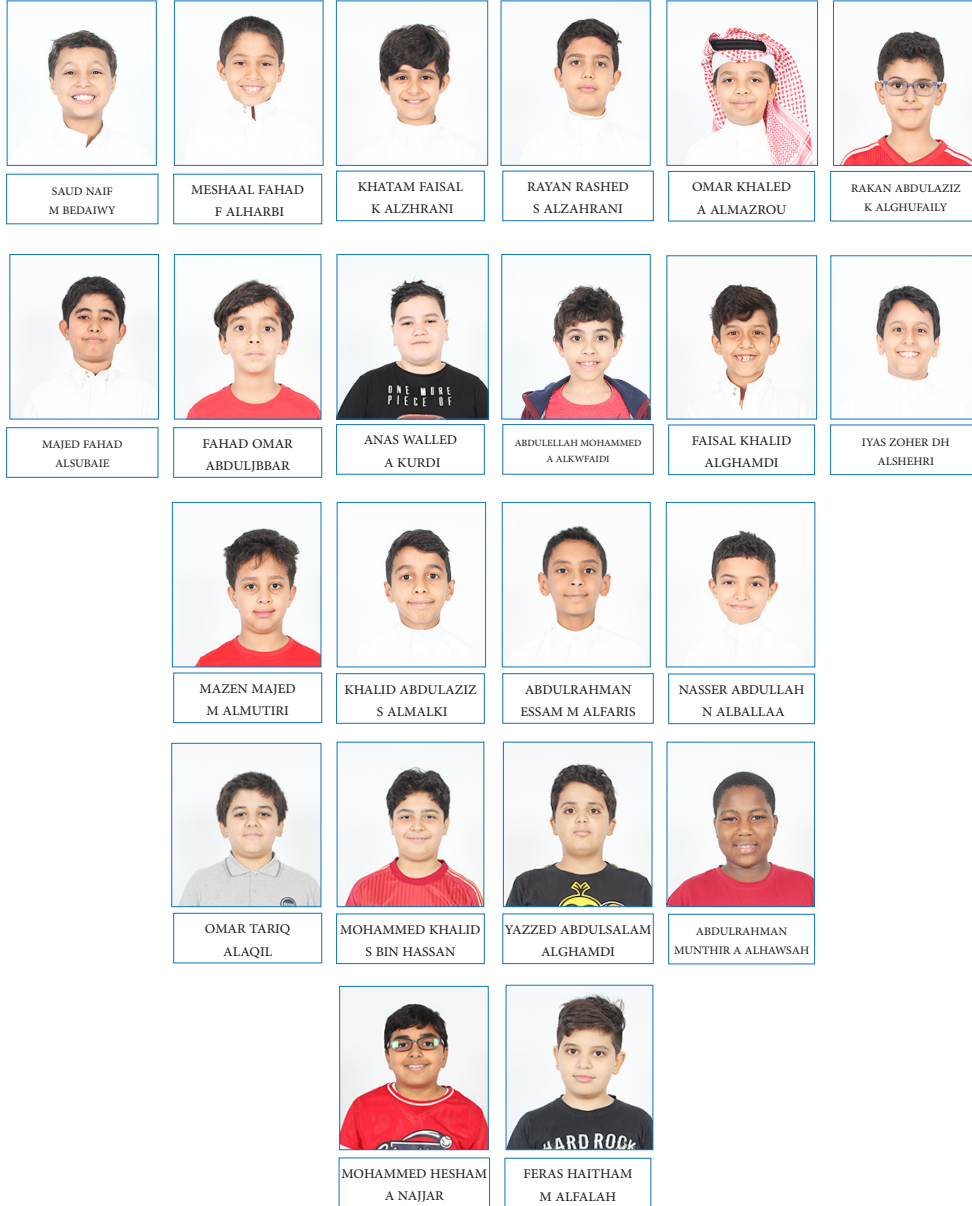 SAUD NAIF
M BEDAIWY
MESHAAL FAHAD
F ALHARBI
KHATAM FAISAL
K ALZHRANI
RAYAN RASHED
S ALZAHRANI
OMAR KHALED
A ALMAZROU
RAKAN ABDULAZIZ
K ALGHUFAILY
ONE MORE
PIECE OF
MAJED FAHAD
ALSUBAIE
FAHAD OMAR
ABDULJBBAR
ANAS WALLED
A KURDI
ABDULELLAH MOHAMMED
A ALKWFAIDI
FAISAL KHALID
ALGHAMDI
IYAS ZOHER DH
ALSHEHRI
MAZEN MAJED
M ALMUTIRI
KHALID ABDULAZIZ
S ALMALKI
ABDULRAHMAN
ESSAM M ALFARIS
NASSER ABDULLAH
N ALBALLAA
OMAR TARIQ
ALAQIL
MOHAMMED KHALID
S BIN HASSAN
YAZZED ABDULSALAM
ALGHAMDI
ABDULRAHMAN
MUNTHIR A ALHAWSAH
HARD ROCK
MOHAMMED HESHAM
A NAJJAR
FERAS HAITHAM
M ALFALAH